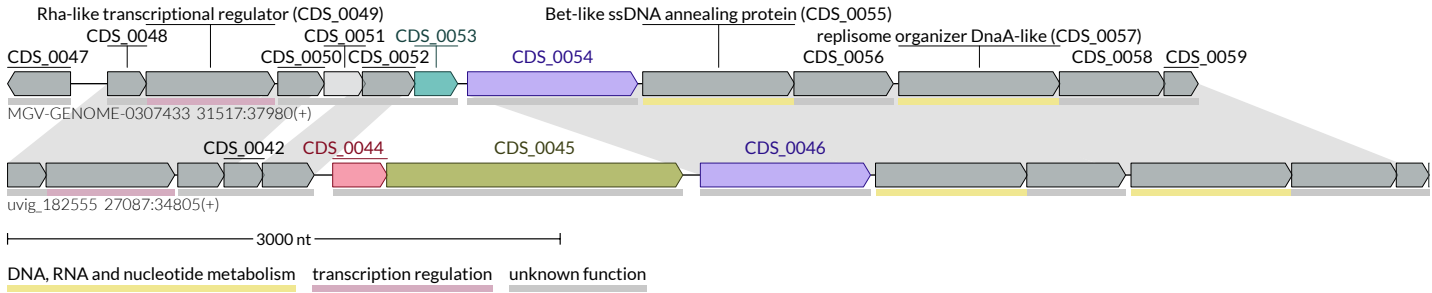 Rha-like transcriptional regulator (CDS_0049) Bet-like ssDNA annealing protein (CDS_0055)
CDS_0048 CDS_0051 CDS_0053 replisome organizer DnaA-like (CDS_0057)
CDS_0047 CDS_0050 CDS_0052 CDS_0054 CDS_0056 CDS_0058 CDS_0059
MGV-GENOME-0307433 31517:37980(+)
CDS_0042 CDS_0044 CDS_0045 CDS_0046
uvig_182555 27087:34805(+)
3000 nt
DNA, RNA and nucleotide metabolism transcription regulation unknown function